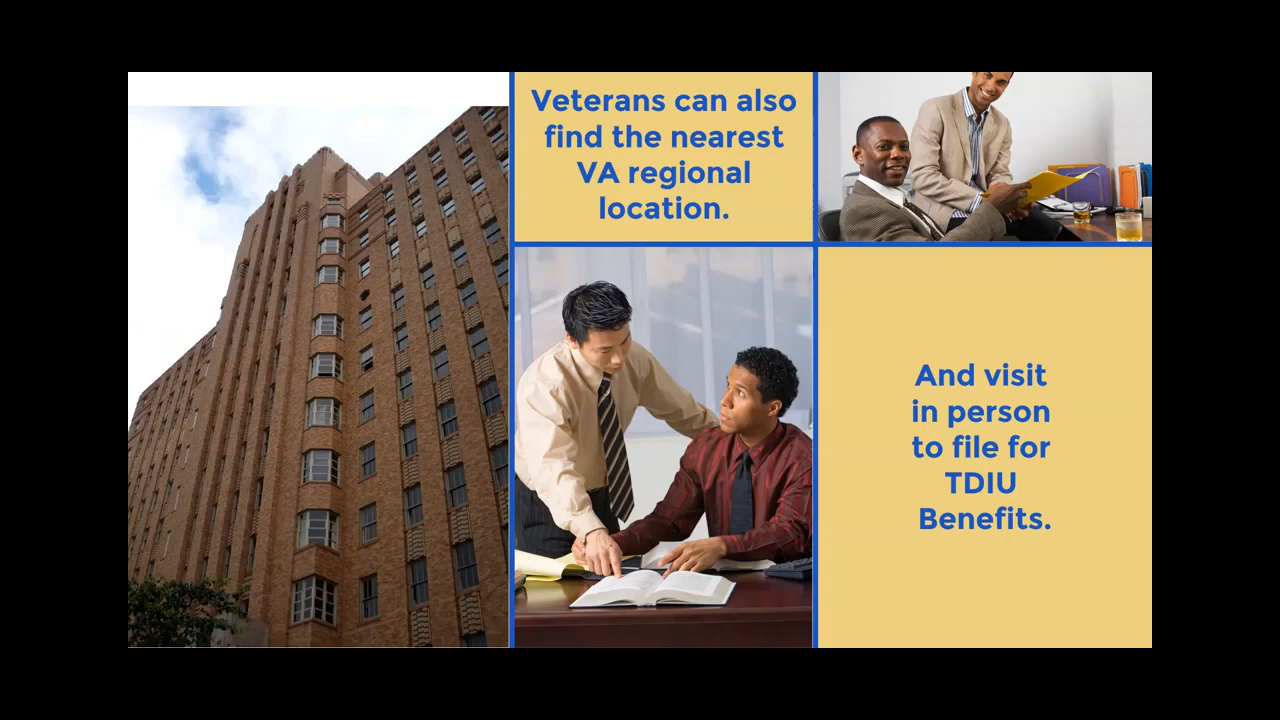 Veterans can also
find the nearest
VA regional
location.
And visit
in person
to file for
TDIU
Benefits.